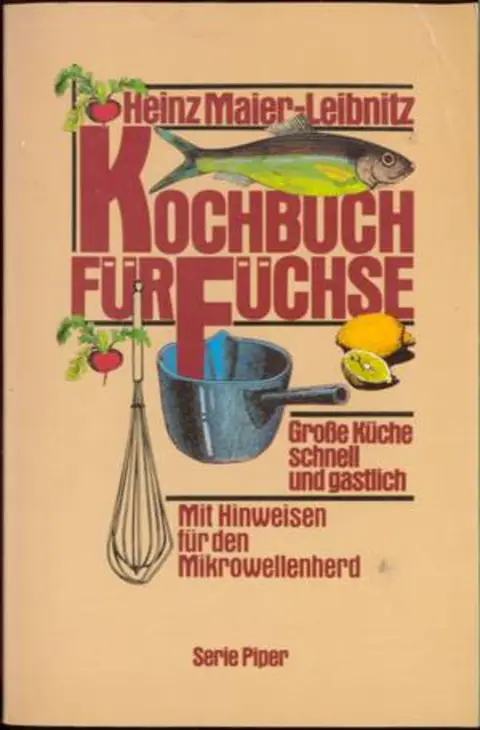 Heinz Maier-Leibnitz
KOCHBUCH
FÜR FÜCHSE
Große Küche
schnell
und gastlich
Mit Hinweisen
für den
Mikrowellenherd
Serie Piper